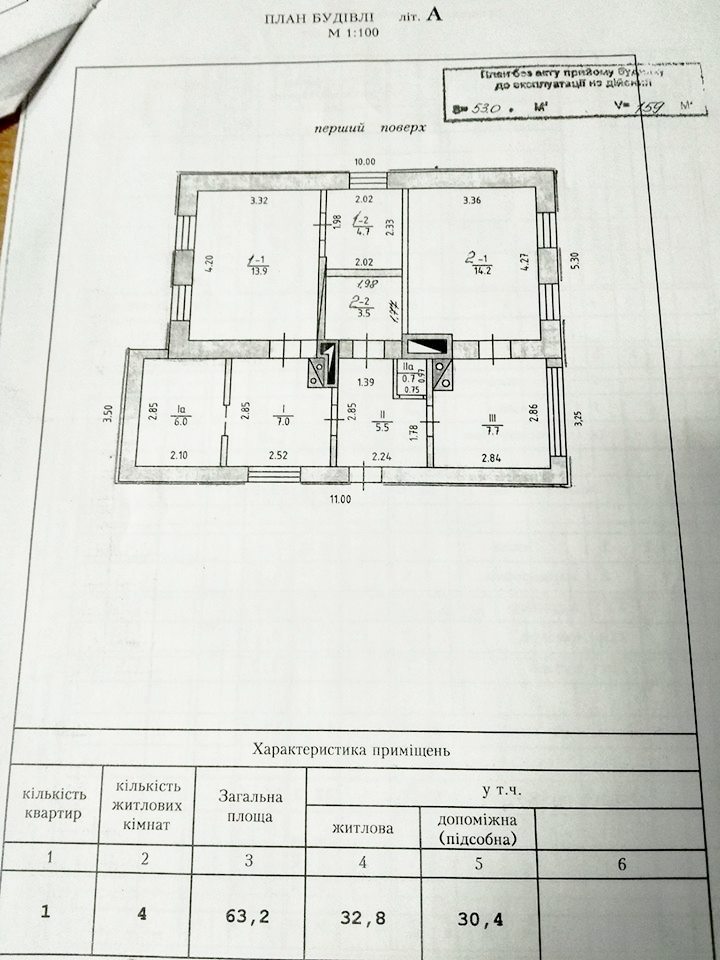 ПЛАН БУДІВЛІ літ. А
М 1:100
План без акту прийому будинку
до експлуатації не дійсний
S= 53.0 . М² V= 159 М³
перший поверх
10.00
3.32
2.02
3.36
1.98
1-2
4.7
2.33
4.20
1-1
13.9
2-1
14.2
4.27
5.30
2.02
1,98
2-2
3.5
1,77
3.50
2.85
Iа
6.0
2.85
I
7.0
1.39
2.85
II
5.5
IIа
0.7
0.97
0.75
1.78
III
7.7
2.86
3,25
2.10
2.52
2.24
2.84
11.00
Характеристика приміщень
кількість
квартир
кількість
житлових
кімнат
Загальна
площа
у т.ч.
житлова
допоміжна
(підсобна)
1 2 3 4 5 6
1 4 63,2 32,8 30,4